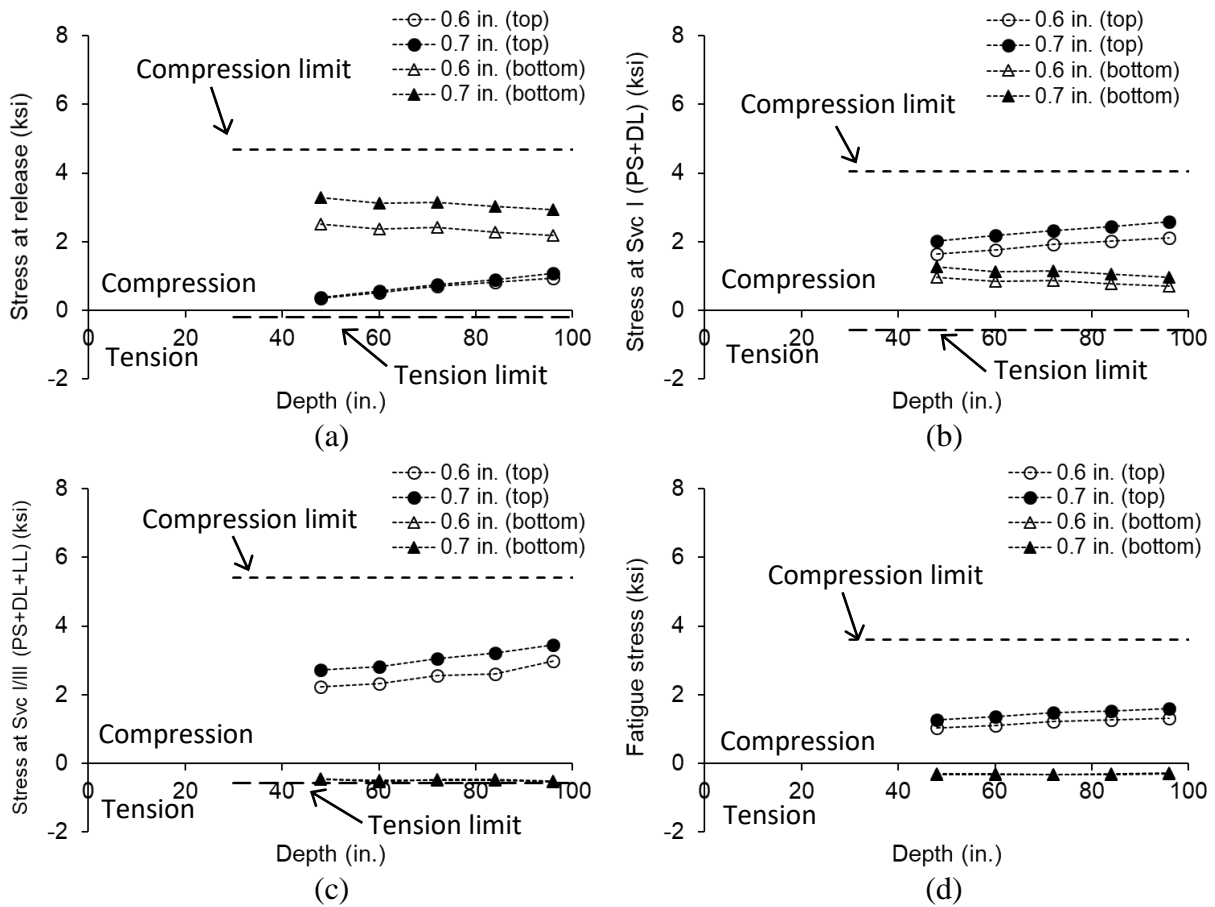 8
6
4
2
0
-2
0 20 40 60 80 100
Stress at release (ksi)
Depth (in.)
0.6 in. (top)
0.7 in. (top)
0.6 in. (bottom)
0.7 in. (bottom)
Compression limit
Compression
Tension
Tension limit
(a)
8
6
4
2
0
-2
0 20 40 60 80 100
Stress at Svc I (PS+DL) (ksi)
Depth (in.)
0.6 in. (top)
0.7 in. (top)
0.6 in. (bottom)
0.7 in. (bottom)
Compression limit
Compression
Tension
Tension limit
(b)
8
6
4
2
0
-2
0 20 40 60 80 100
Stress at Svc I/III (PS+DL+LL) (ksi)
Depth (in.)
0.6 in. (top)
0.7 in. (top)
0.6 in. (bottom)
0.7 in. (bottom)
Compression limit
Compression
Tension
Tension limit
(c)
8
6
4
2
0
-2
0 20 40 60 80 100
Fatigue stress (ksi)
Depth (in.)
0.6 in. (top)
0.7 in. (top)
0.6 in. (bottom)
0.7 in. (bottom)
Compression limit
Compression
Tension
(d)